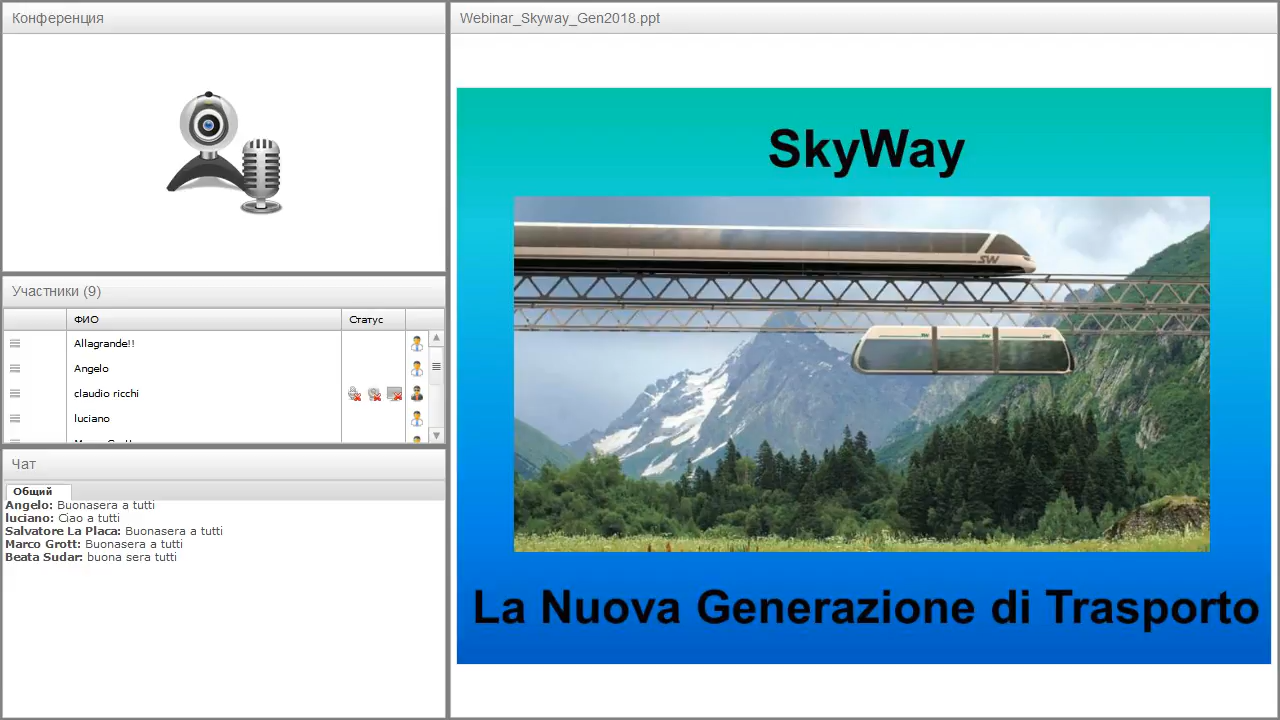 Конференция
Webinar_Skyway_Gen2018.ppt
SkyWay
SW
La Nuova Generazione di Trasporto
Участники (9)
ФИО Статус
Allagrande!!
Angelo
claudio ricchi
luciano
Чат
Общий
Angelo: Buonasera a tutti
luciano: Ciao a tutti
Salvatore La Placa: Buonasera a tutti
Marco Grott: Buonasera a tutti
Beata Sudar: buona sera tutti